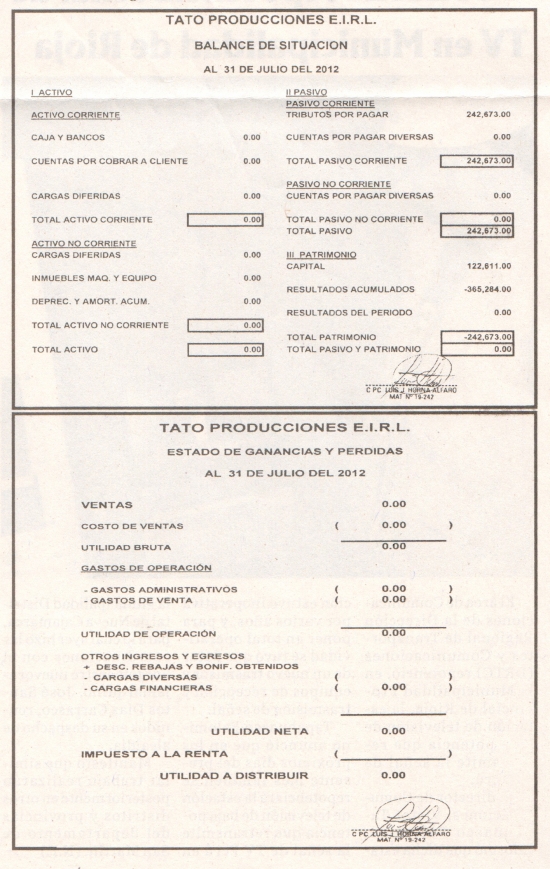 TV en Municipalidad de Rioja
TATO PRODUCCIONES E.I.R.L.
BALANCE DE SITUACION
AL 31 DE JULIO DEL 2012
I ACTIVO
ACTIVO CORRIENTE
CAJA Y BANCOS 0.00
CUENTAS POR COBRAR A CLIENTE 0.00
CARGAS DIFERIDAS 0.00
TOTAL ACTIVO CORRIENTE 0.00
ACTIVO NO CORRIENTE
CARGAS DIFERIDAS 0.00
INMUEBLES MAQ. Y EQUIPO 0.00
DEPREC. Y AMORT. ACUM. 0.00
TOTAL ACTIVO NO CORRIENTE 0.00
TOTAL ACTIVO 0.00
II PASIVO
PASIVO CORRIENTE
TRIBUTOS POR PAGAR 242,673.00
CUENTAS POR PAGAR DIVERSAS 0.00
TOTAL PASIVO CORRIENTE 242,673.00
PASIVO NO CORRIENTE
CUENTAS POR PAGAR DIVERSAS 0.00
TOTAL PASIVO NO CORRIENTE 0.00
TOTAL PASIVO 242,673.00
III PATRIMONIO
CAPITAL 122,611.00
RESULTADOS ACUMULADOS -365,284.00
RESULTADOS DEL PERIODO 0.00
TOTAL PATRIMONIO -242,673.00
TOTAL PASIVO Y PATRIMONIO 0.00
C PC LUIS J HORNA ALFARO
MAT Nº 19-242
TATO PRODUCCIONES E.I.R.L.
ESTADO DE GANANCIAS Y PERDIDAS
AL 31 DE JULIO DEL 2012
VENTAS 0.00
COSTO DE VENTAS ( 0.00 )
UTILIDAD BRUTA 0.00
GASTOS DE OPERACIÓN
- GASTOS ADMINISTRATIVOS ( 0.00 )
- GASTOS DE VENTA ( 0.00 )
UTILIDAD DE OPERACIÓN 0.00
OTROS INGRESOS Y EGRESOS
+ DESC. REBAJAS Y BONIF. OBTENIDOS
- CARGAS DIVERSAS )
- CARGAS FINANCIERAS ( 0.00 )
UTILIDAD NETA 0.00
IMPUESTO A LA RENTA
UTILIDAD A DISTRIBUIR 0.00
C PC LUIS J HORNA ALFARO
MAT Nº 19-242